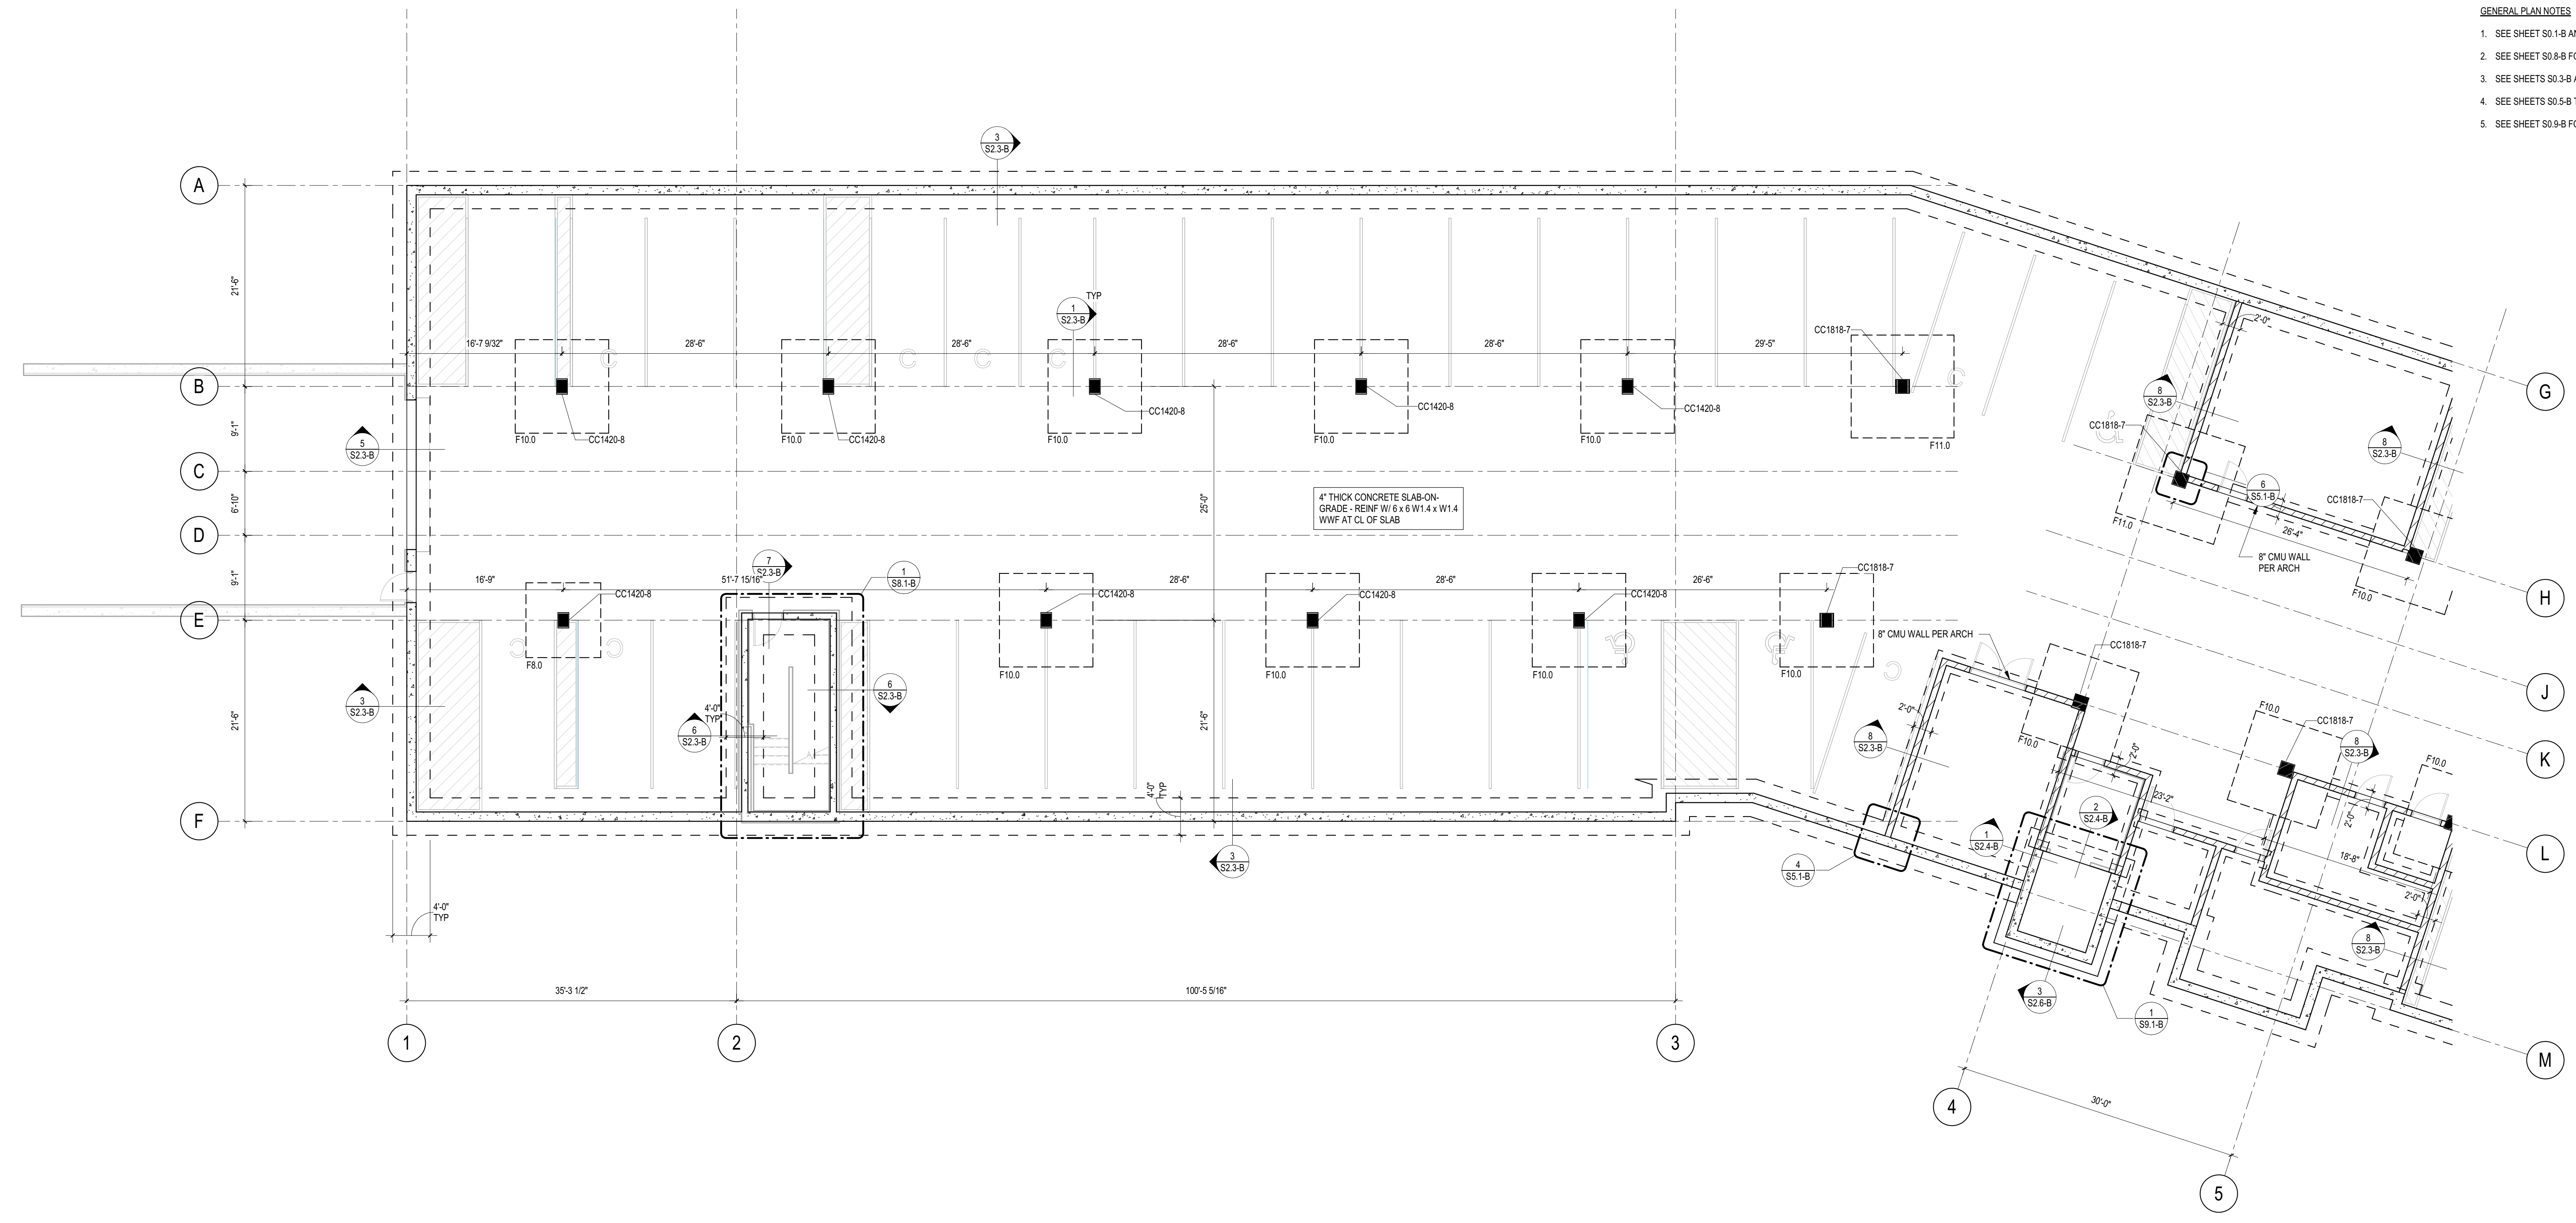 GENERAL PLAN NOTES
1. SEE SHEET S0.1-B
2. SEE SHEET S0.8-B
3. SEE SHEETS S0.3-B
4. SEE SHEETS S0.5-B
5. SEE SHEET S0.9-B
3
S2.3-B
A
21'-6"
TYP
1
S2.3-B
16'-7 9/32"
28'-6"
28'-6"
28'-6"
28'-6"
29'-5"
CC1818-7
2'-0"
B
G
8
S2.3-B
CC1420-8
CC1420-8
CC1420-8
CC1420-8
CC1420-8
F10.0
F10.0
F10.0
F10.0
F10.0
F11.0
9'-1"
5
S2.3-B
CC1818-7
8
S2.3-B
C
6'-10"
25'-0"
4" THICK CONCRETE SLAB-ON-
GRADE - REINF W/ 6 x 6 W1.4 x W1.4
WWF AT CL OF SLAB
6
S5.1-B
CC1818-7
F11.0
26'-4"
8" CMU WALL
PER ARCH
F10.0
D
9'-1"
7
S2.3-B
1
S8.1-B
16'-9"
51'-7 15/16"
28'-6"
28'-6"
26'-6"
CC1818-7
CC1420-8
CC1420-8
CC1420-8
CC1420-8
H
E
8" CMU WALL PER ARCH
CC1818-7
F8.0
F10.0
F10.0
F10.0
F10.0
J
6
S2.3-B
3
S2.3-B
21'-6"
4'-0"
TYP
6
S2.3-B
21'-6"
2'-0"
8
S2.3-B
F10.0
F10.0
CC1818-7
8
S2.3-B
2'-0"
F10.0
K
4'-0"
TYP
23'-2"
2
S2.4-B
2'-0"
F
1
S2.4-B
18'-8"
L
3
S2.3-B
4
S5.1-B
2'-0"
4'-0"
TYP
8
S2.3-B
35'-3 1/2"
100'-5 5/16"
3
S2.6-B
1
S9.1-B
1
2
3
M
4
30'-0"
5